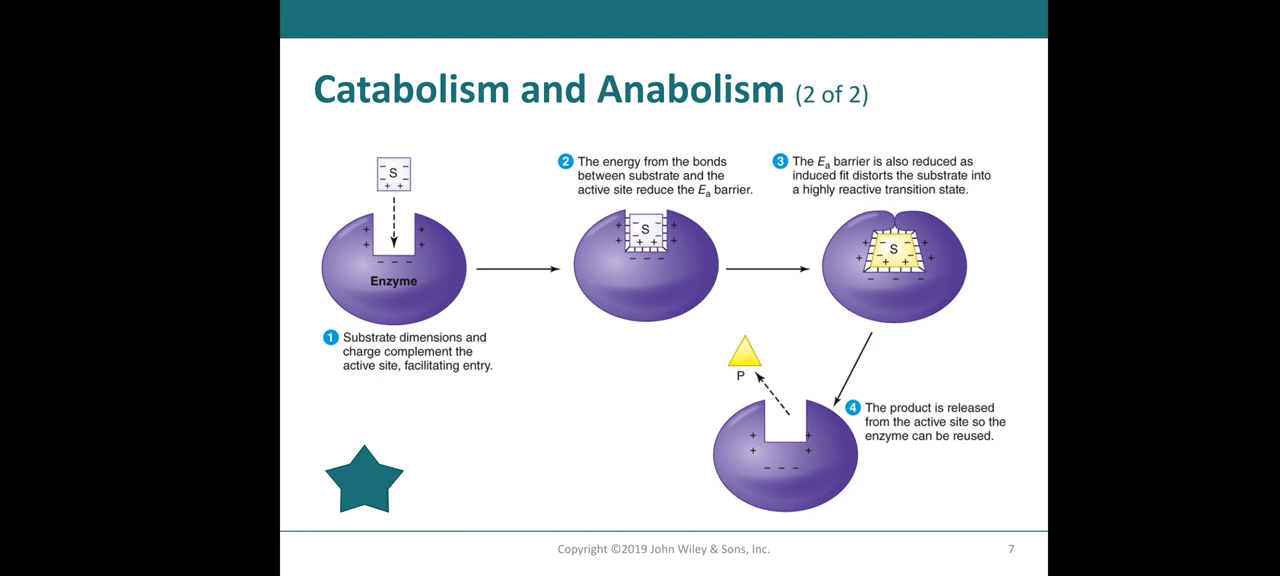 Catabolism and Anabolism (2 of 2)
S
Enzyme
1 Substrate dimensions and
charge complement the
active site, facilitating entry.
2 The energy from the bonds
between substrate and the
active site reduce the Ea barrier.
S
3 The Ea barrier is also reduced as
induced fit distorts the substrate into
a highly reactive transition state.
S
P
4 The product is released
from the active site so the
enzyme can be reused.
Copyright ©2019 John Wiley & Sons, Inc.
7